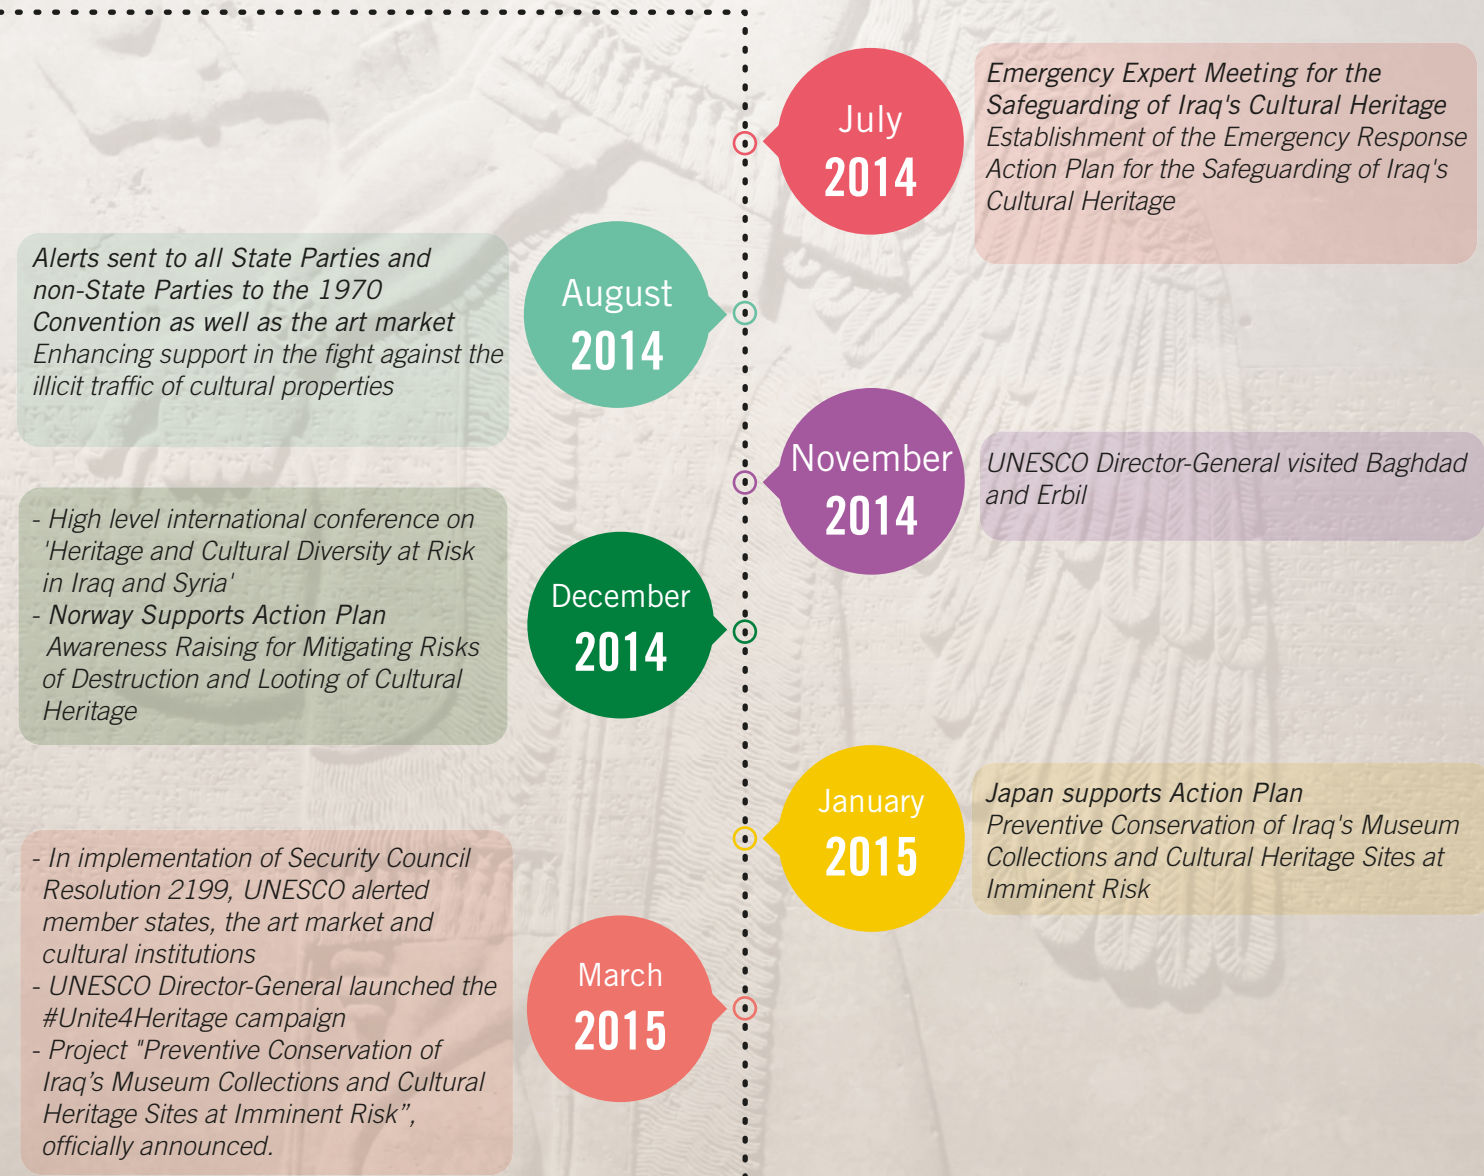 July
2014
Emergency Expert Meeting for the
Safeguarding of Iraq's Cultural Heritage
Establishment of the Emergency Response
Action Plan for the Safeguarding of Iraq's
Cultural Heritage
Alerts sent to all State Parties and
non-State Parties to the 1970
Convention as well as the art market
Enhancing support in the fight against the
illicit traffic of cultural properties
August
2014
November
2014
UNESCO Director-General visited Baghdad
and Erbil
- High level international conference on
'Heritage and Cultural Diversity at Risk
in Iraq and Syria'
- Norway Supports Action Plan
Awareness Raising for Mitigating Risks
of Destruction and Looting of Cultural
Heritage
December
2014
January
2015
Japan supports Action Plan
Preventive Conservation of Iraq's Museum
Collections and Cultural Heritage Sites at
Imminent Risk
- In implementation of Security Council
Resolution 2199, UNESCO alerted
member states, the art market and
cultural institutions
- UNESCO Director-General launched the
#Unite4Heritage campaign
- Project "Preventive Conservation of
Iraq’s Museum Collections and Cultural
Heritage Sites at Imminent Risk”,
officially announced.
March
2015